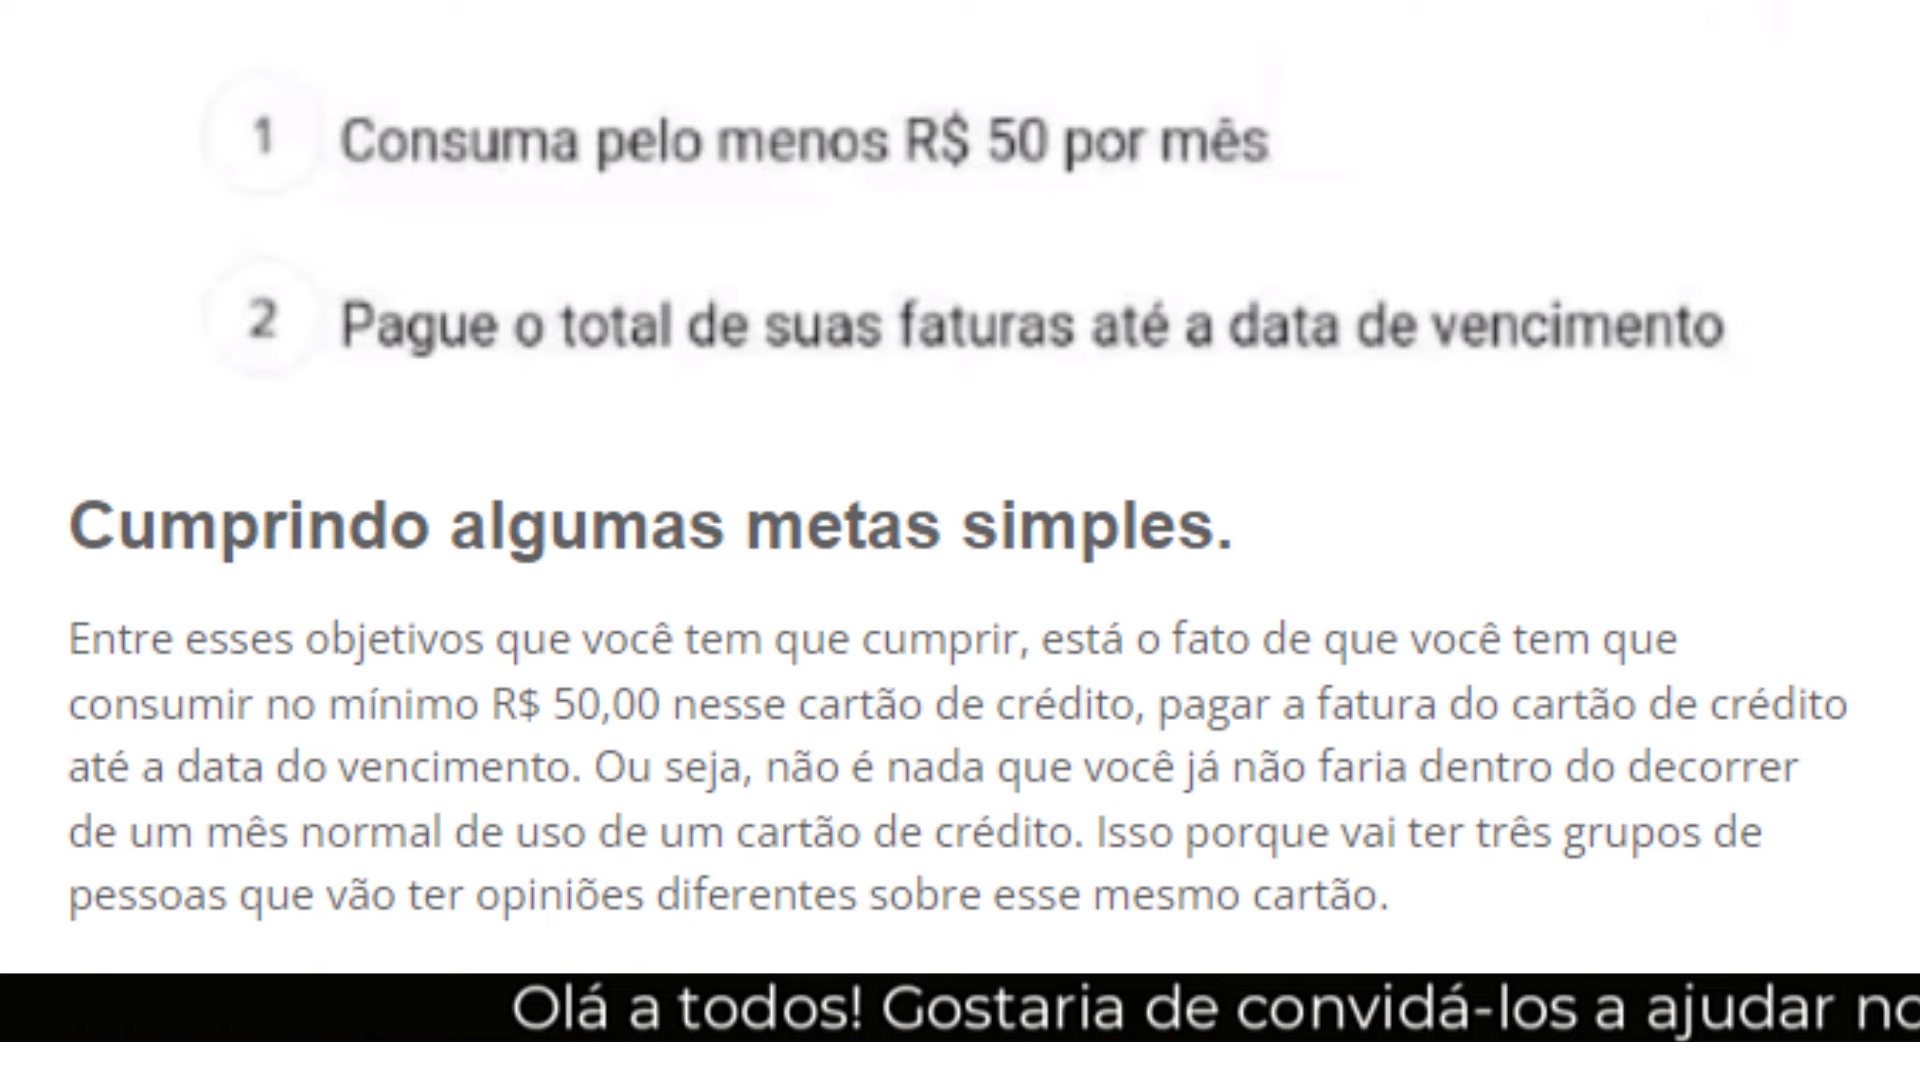 1 Consuma pelo menos R$ 50 por mês
2 Pague o total de suas faturas até a data de vencimento
Cumprindo algumas metas simples.
Entre esses objetivos que você tem que cumprir, está o fato de que você tem que
consumir no mínimo R$ 50,00 nesse cartão de crédito, pagar a fatura do cartão de crédito
até a data do vencimento. Ou seja, não é nada que você já não faria dentro do decorrer
de um mês normal de uso de um cartão de crédito. Isso porque vai ter três grupos de
pessoas que vão ter opiniões diferentes sobre esse mesmo cartão.
Olá a todos! Gostaria de convidá-los a ajudar